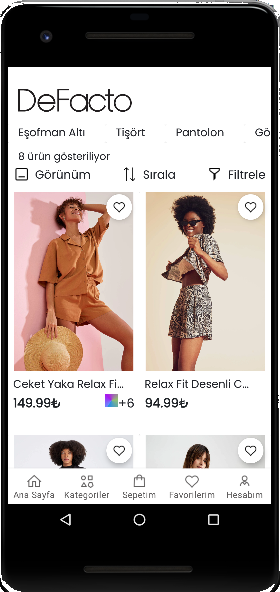 DeFacto
Eşofman Altı Tişört Pantolon Gö
8 ürün gösteriliyor
Görünüm Sırala Filtrele
Ceket Yaka Relax Fi... Relax Fit Desenli C...
149.99₺ +6 94.99₺
Ana Sayfa Kategoriler Sepetim Favorilerim Hesabım